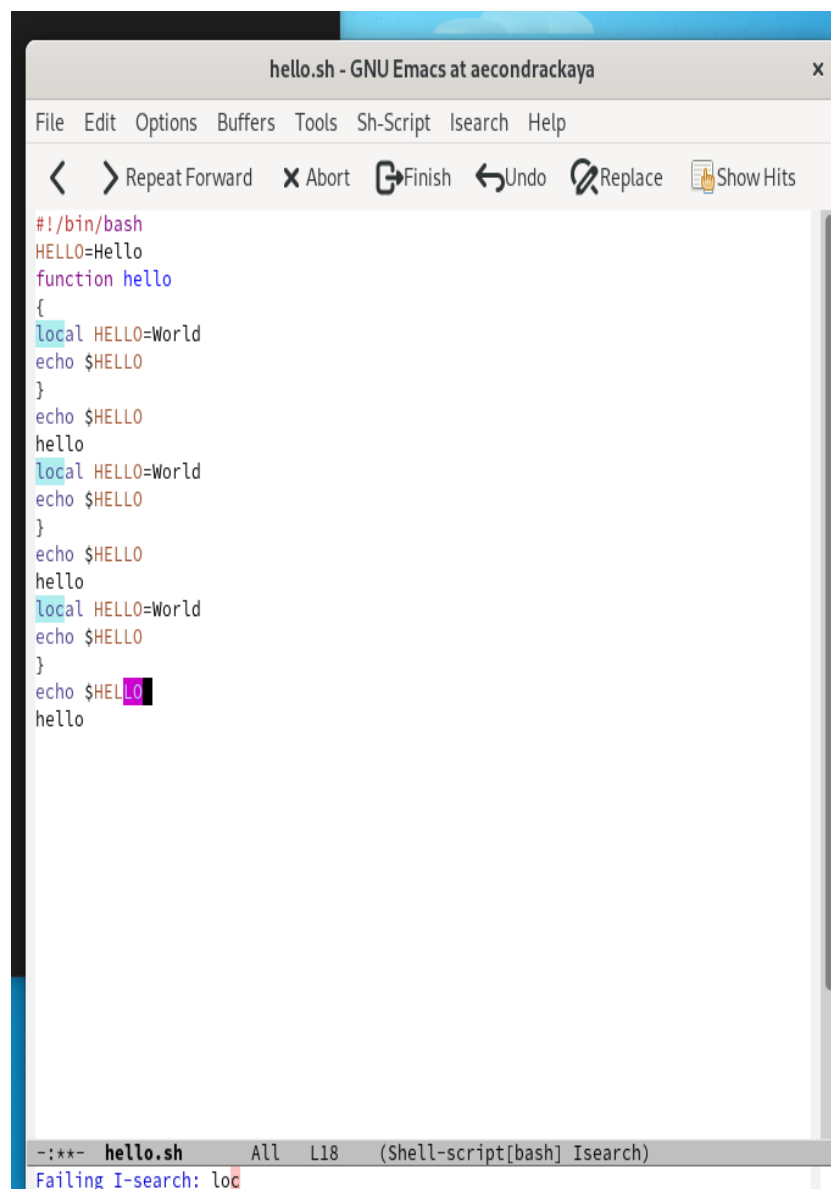 hello.sh - GNU Emacs at aecondrackaya
File Edit Options Buffers Tools Sh-Script Isearch Help
Repeat Forward Abort Finish Undo Replace Show Hits
#!/bin/bash
HELLO=Hello
function hello
{
local HELLO=World
echo $HELLO
}
echo $HELLO
hello
local HELLO=World
echo $HELLO
}
echo $HELLO
hello
local HELLO=World
echo $HELLO
}
echo $HELLO
hello
-:**- hello.sh All L18 (Shell-script[bash] Isearch)
Failing I-search: loc